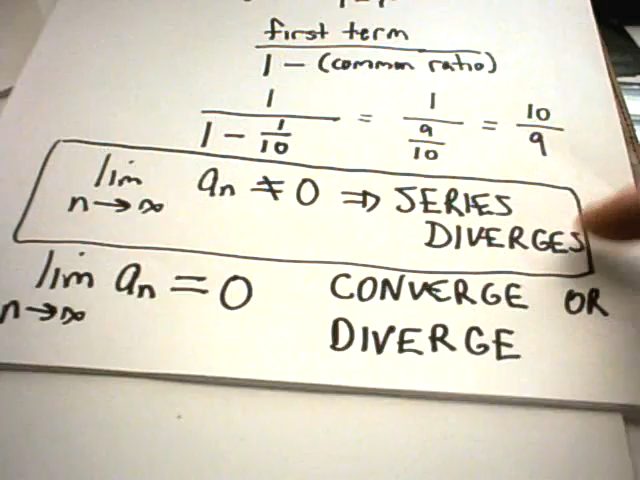 first term
1 - (common ratio)
1 / (1 - 1/10) = 1 / (9/10) = 10/9
lim n→∞ an ≠ 0 ⇒ SERIES
DIVERGES
lim n→∞ an = 0 CONVERGE OR
DIVERGE